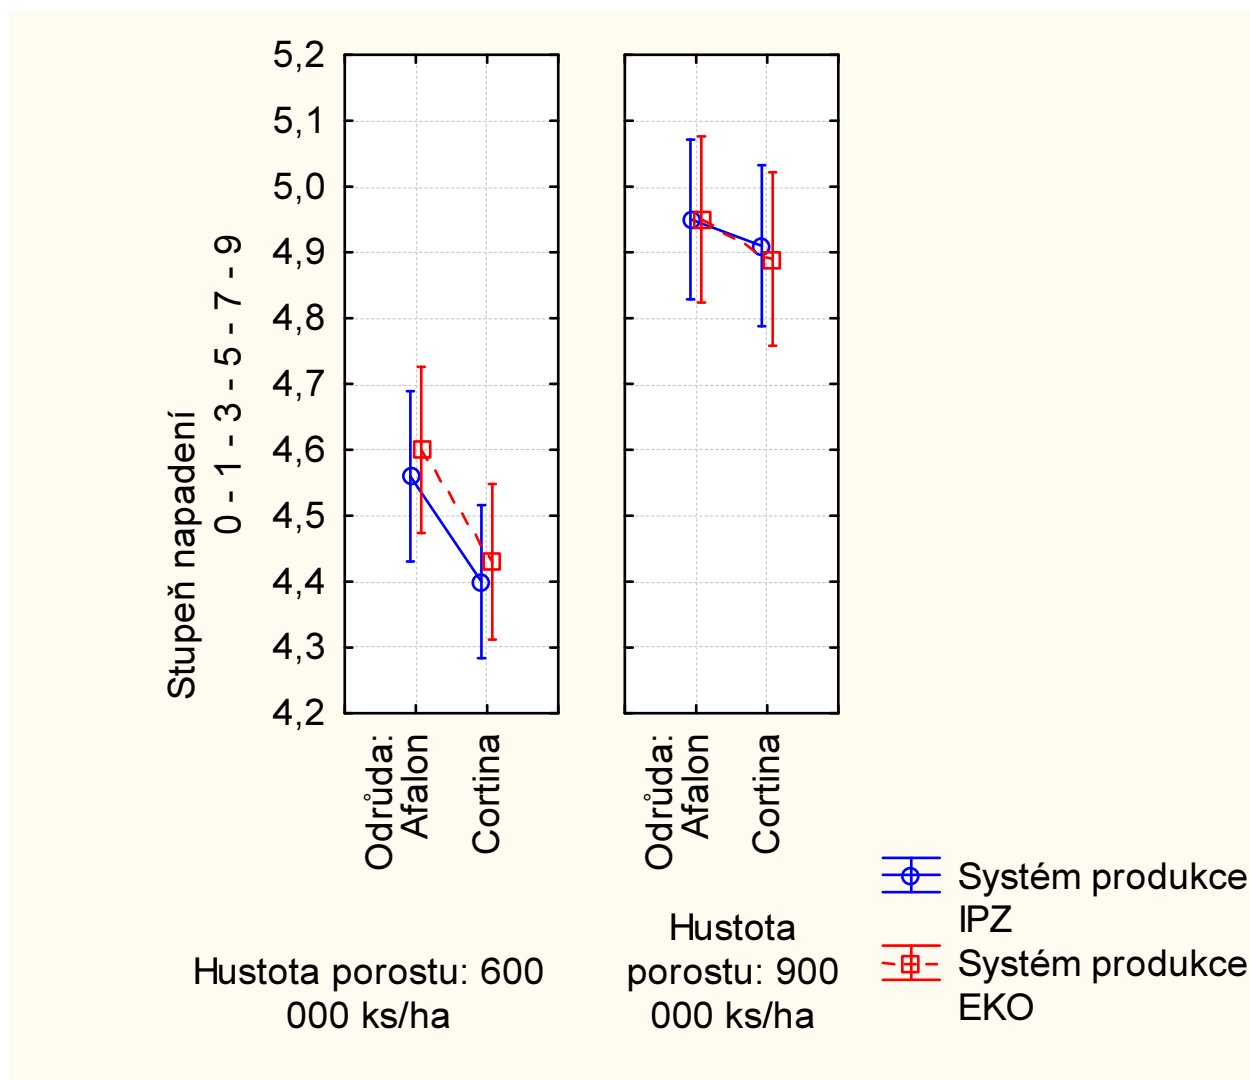 Stupeň napadení
0 - 1 - 3 - 5 - 7 - 9
5,2
5,1
5,0
4,9
4,8
4,7
4,6
4,5
4,4
4,3
4,2
Odrůda:
Afalon
Cortina
Odrůda:
Afalon
Cortina
Hustota porostu: 600
000 ks/ha
Hustota
porostu: 900
000 ks/ha
Systém produkce
IPZ
Systém produkce
EKO